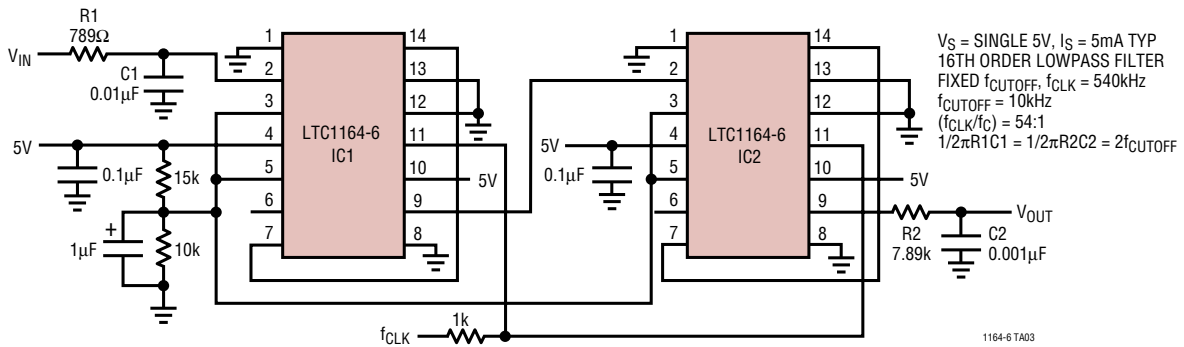 R1
789Ω
VIN
C1
0.01µF
1
2
3
4
5
6
7
14
13
12
11
10
9
8
LTC1164-6
IC1
5V
0.1µF
15k
+
1µF
10k
5V
fCLK
1k
1
2
3
4
5
6
7
14
13
12
11
10
9
8
LTC1164-6
IC2
5V
0.1µF
5V
R2
7.89k
VOUT
C2
0.001µF
VS = SINGLE 5V, IS = 5mA TYP
16TH ORDER LOWPASS FILTER
FIXED fCUTOFF, fCLK = 540kHz
fCUTOFF = 10kHz
(fCLK/fC) = 54:1
1/2πR1C1 = 1/2πR2C2 = 2fCUTOFF
1164-6 TA03